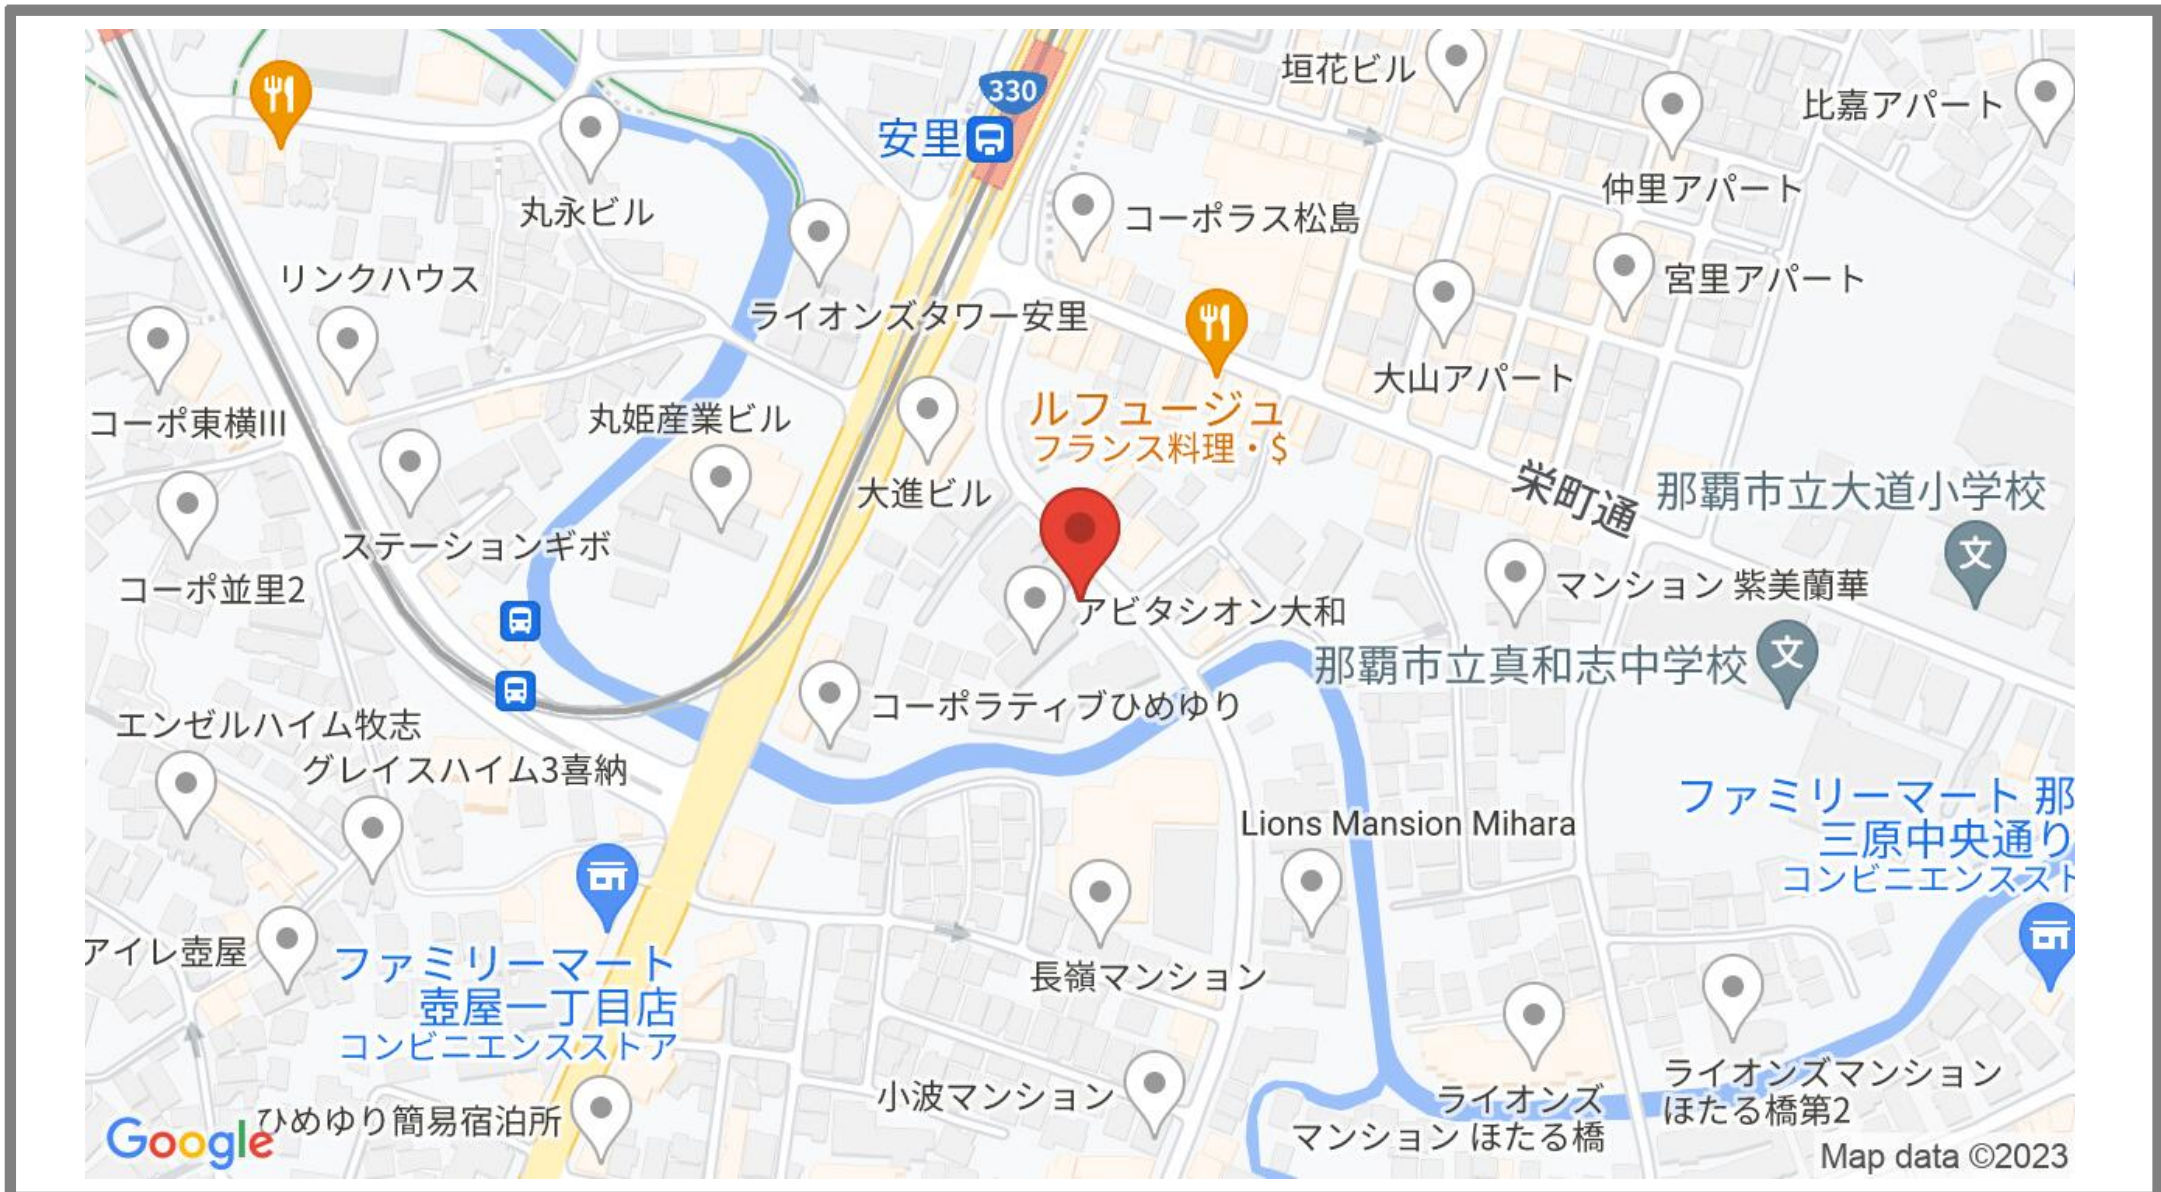 330
安里
垣花ビル
比嘉アパート
仲里アパート
丸永ビル
コーポラス松島
リンクハウス
宮里アパート
ライオンズタワー安里
大山アパート
コーポ東横III
丸姫産業ビル
ルフュージュ
フランス料理・$
大進ビル
栄町通
那覇市立大道小学校
文
ステーションギボ
コーポ並里2
アビタシオン大和
マンション 紫美蘭華
那覇市立真和志中学校
文
コーポラティブひめゆり
エンゼルハイム牧志
グレイスハイム3喜納
Lions Mansion Mihara
ファミリーマート 那
三原中央通り
コンビニエンススト
アイレ壺屋
ファミリーマート
壺屋一丁目店
コンビニエンスストア
長嶺マンション
小波マンション
ライオンズ
マンション ほたる橋
ライオンズマンション
ほたる橋第2
ひめゆり簡易宿泊所
Google
Map data ©2023